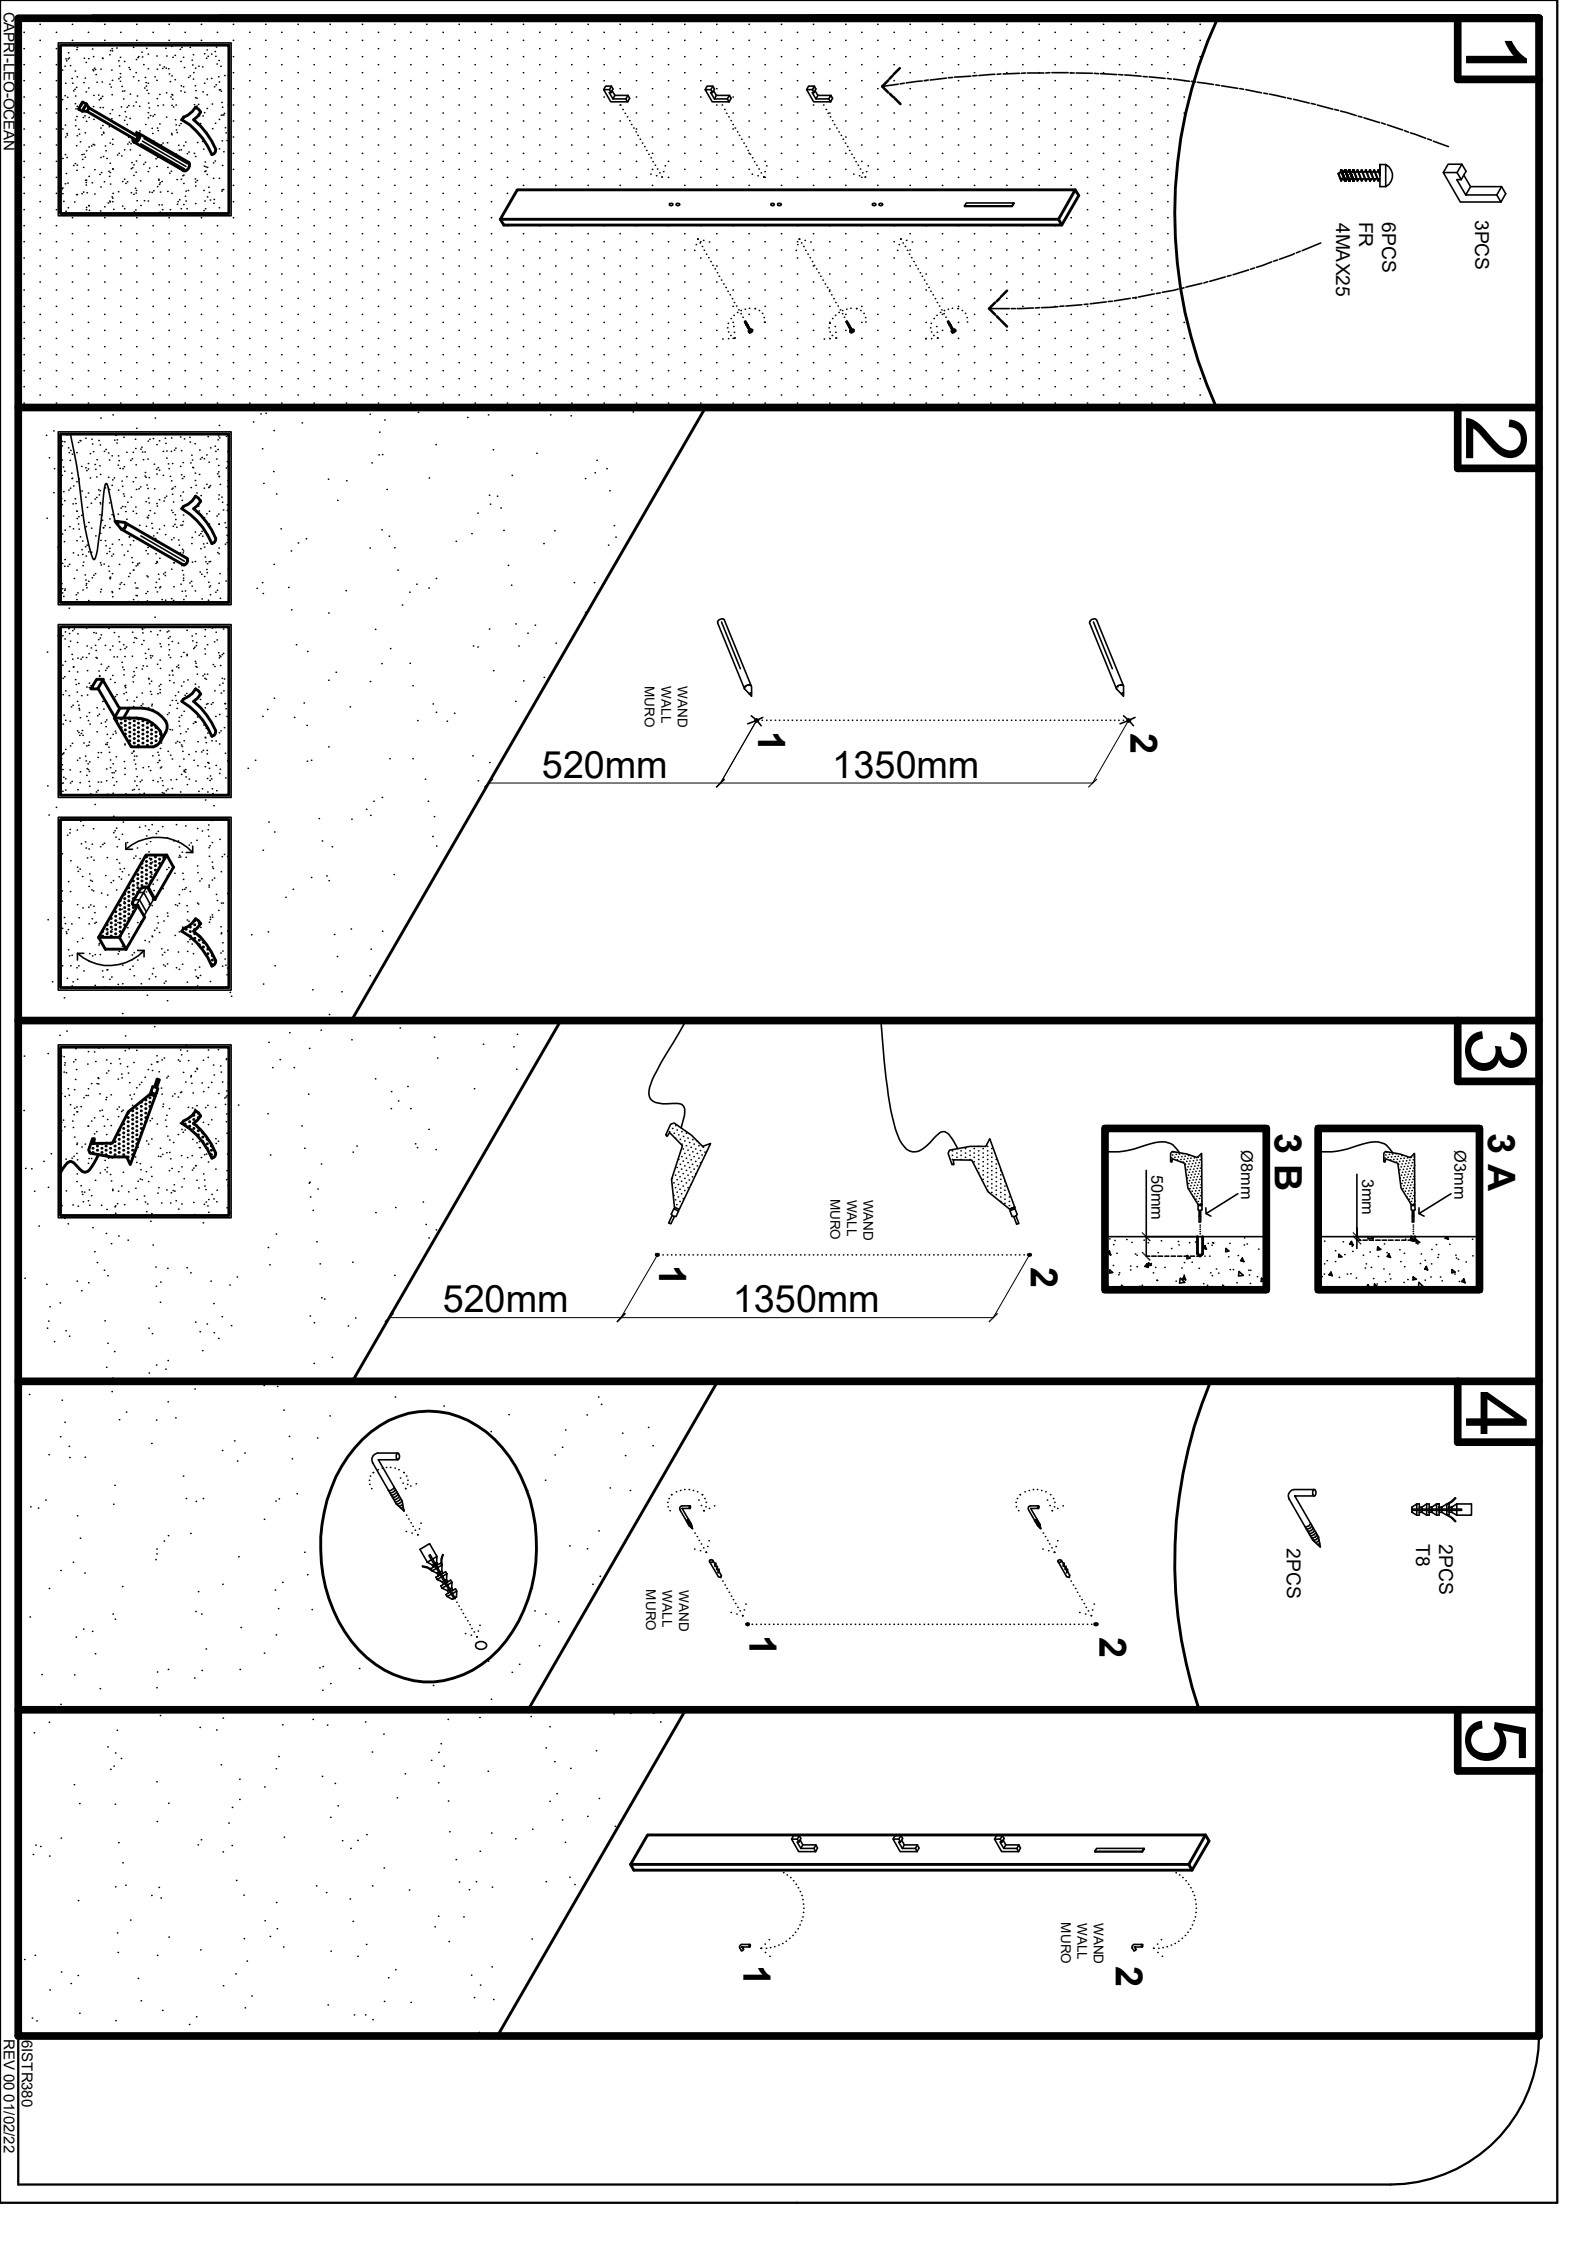 1
3PCS
6PCS
FR
4MAX25
2
2
1350mm
1
WAND
WALL
MURO
520mm
3
3 A
Ø3mm
3mm
3 B
Ø8mm
50mm
2
WAND
WALL
MURO
1350mm
1
520mm
4
2PCS
T8
2PCS
2
WAND
WALL
MURO
1
5
WAND
WALL
MURO
2
1
CAPRI-LEO-OCEAN
6ISTR380
REV 00 01/02/22